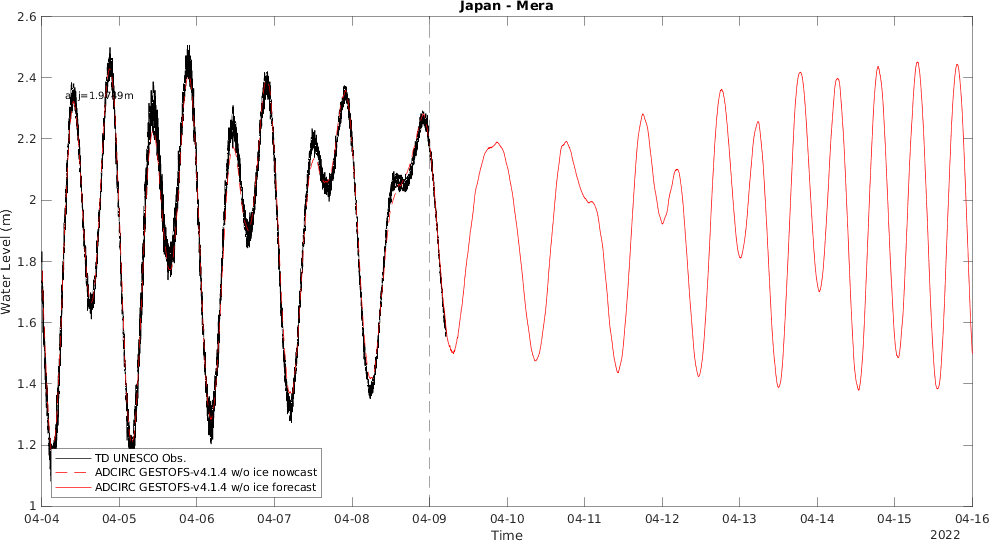 Japan - Mera
2.6
2.4
2.2
2
1.8
1.6
1.4
1.2
1
Water Level (m)
TD UNESCO Obs.
ADCIRC GESTOFS-v4.1.4 w/o ice nowcast
ADCIRC GESTOFS-v4.1.4 w/o ice forecast
04-04 04-05 04-06 04-07 04-08 04-09 04-10 04-11 04-12 04-13 04-14 04-15 04-16
Time
2022